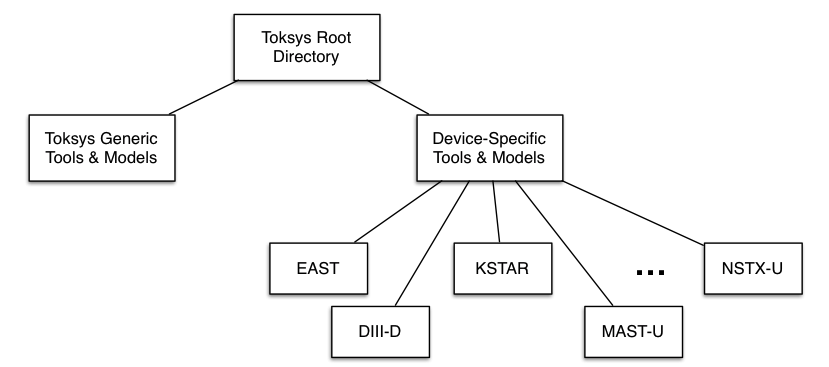 Toksys Root
Directory
Toksys Generic
Tools & Models
Device-Specific
Tools & Models
EAST
KSTAR
...
NSTX-U
DIII-D
MAST-U